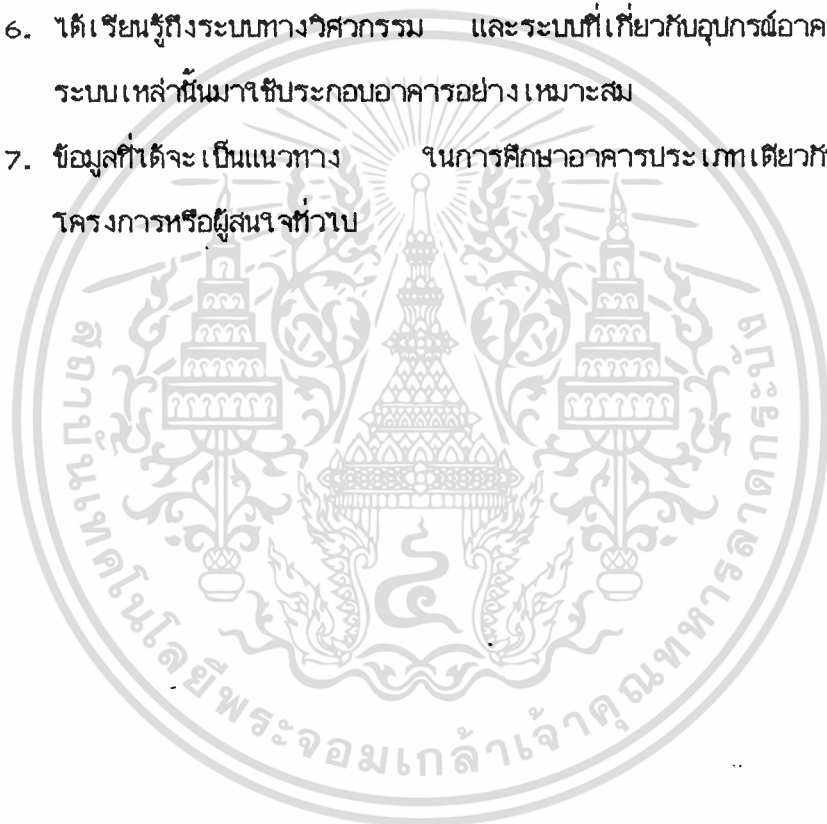 6. ได้เรียนรู้ถึงระบบทางวิศวกรรม และระบบที่เกี่ยวกับอุปกรณ์อาค
ระบบเหล่านั้นมาใช้ประกอบอาคารอย่างเหมาะสม
7. ข้อมูลที่ได้จะเป็นแนวทาง ในการศึกษาอาคารประเภทเดียวกั
โครงการหรือผู้สนใจทั่วไป
สถาบันเทคโนโลยีพระจอมเกล้าเจ้าคุณทหารลาดกระบัง